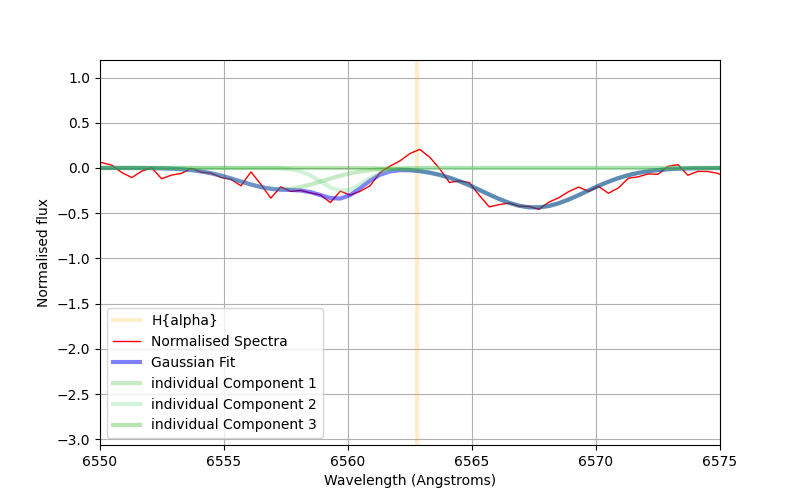 1.0
0.5
0.0
−0.5
−1.0
−1.5
−2.0
−2.5
−3.0
Normalised flux
H{alpha}
Normalised Spectra
Gaussian Fit
individual Component 1
individual Component 2
individual Component 3
6550 6555 6560 6565 6570 6575
Wavelength (Angstroms)